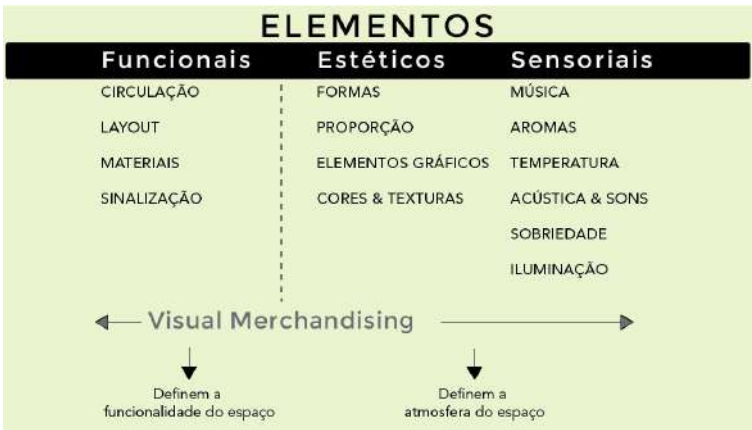 ELEMENTOS
Funcionais Estéticos Sensoriais
CIRCULAÇÃO FORMAS MÚSICA
LAYOUT PROPORÇÃO AROMAS
MATERIAIS ELEMENTOS GRÁFICOS TEMPERATURA
SINALIZAÇÃO CORES & TEXTURAS ACÚSTICA & SONS
SOBRIEDADE
ILUMINAÇÃO
Visual Merchandising
Definem a Definem a
funcionalidade do espaço atmosfera do espaço